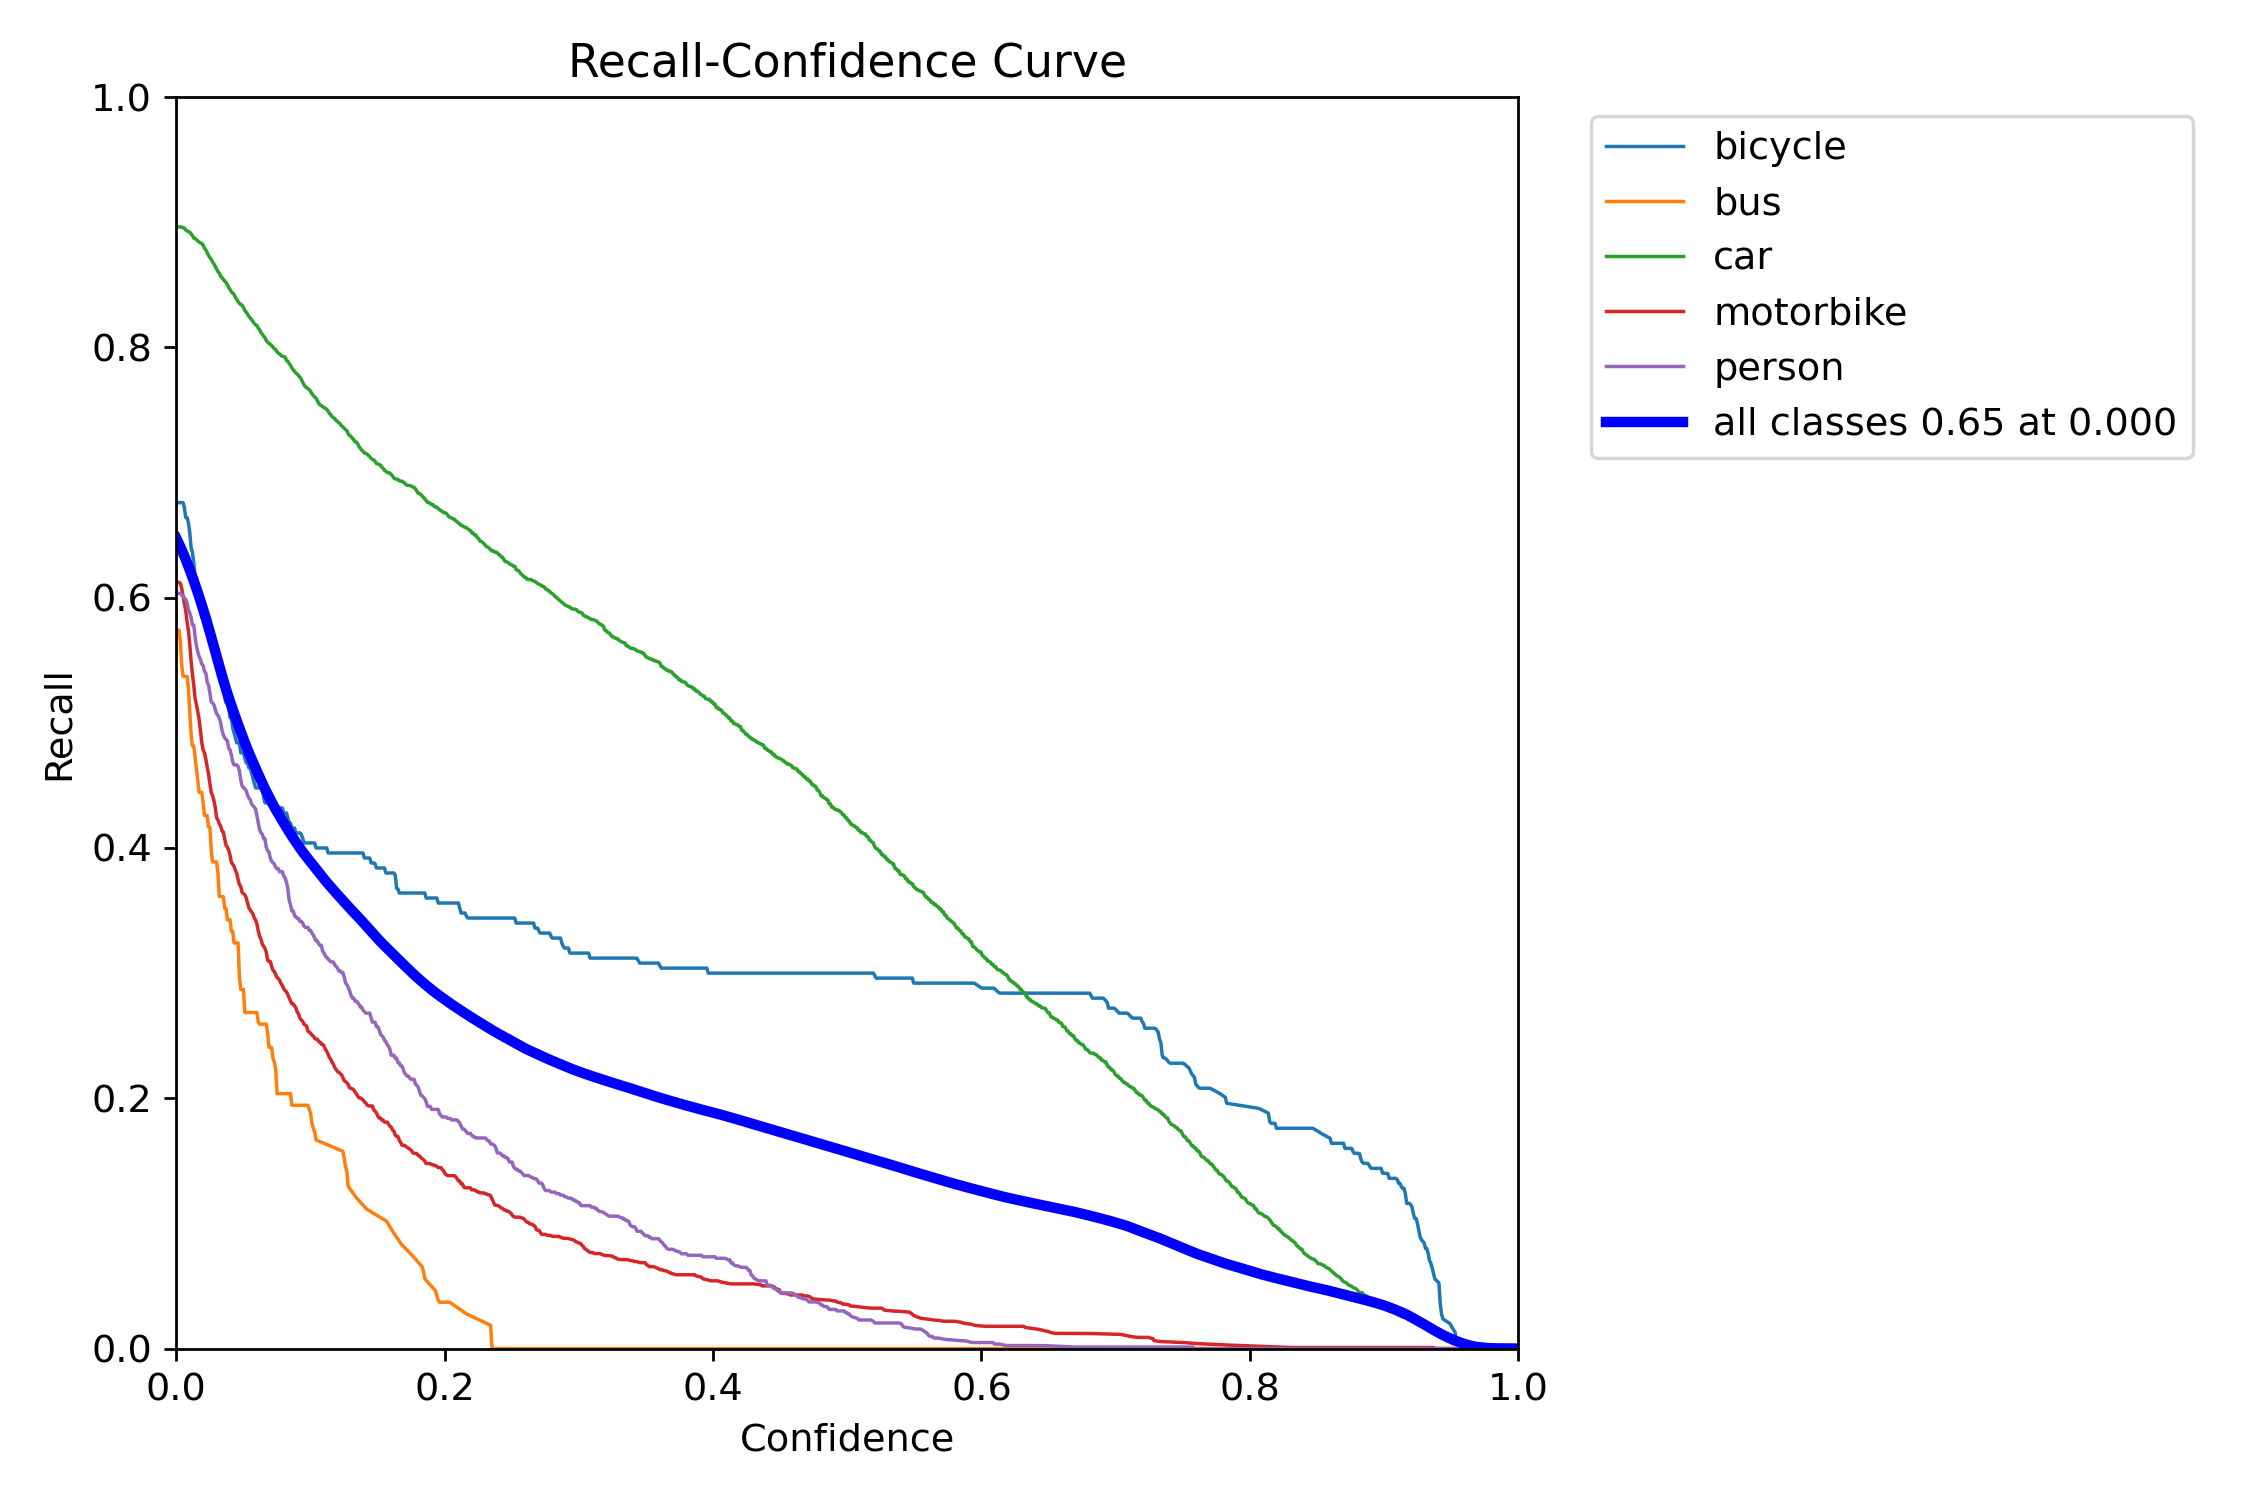 Recall-Confidence Curve
1.0
0.8
0.6
0.4
0.2
0.0
Recall
0.0 0.2 0.4 0.6 0.8 1.0
Confidence
bicycle
bus
car
motorbike
person
all classes 0.65 at 0.000